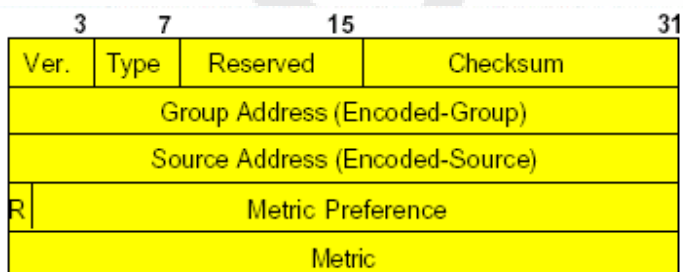 3 7 15 31
Ver. Type Reserved Checksum
Group Address (Encoded-Group)
Source Address (Encoded-Source)
R Metric Preference
Metric